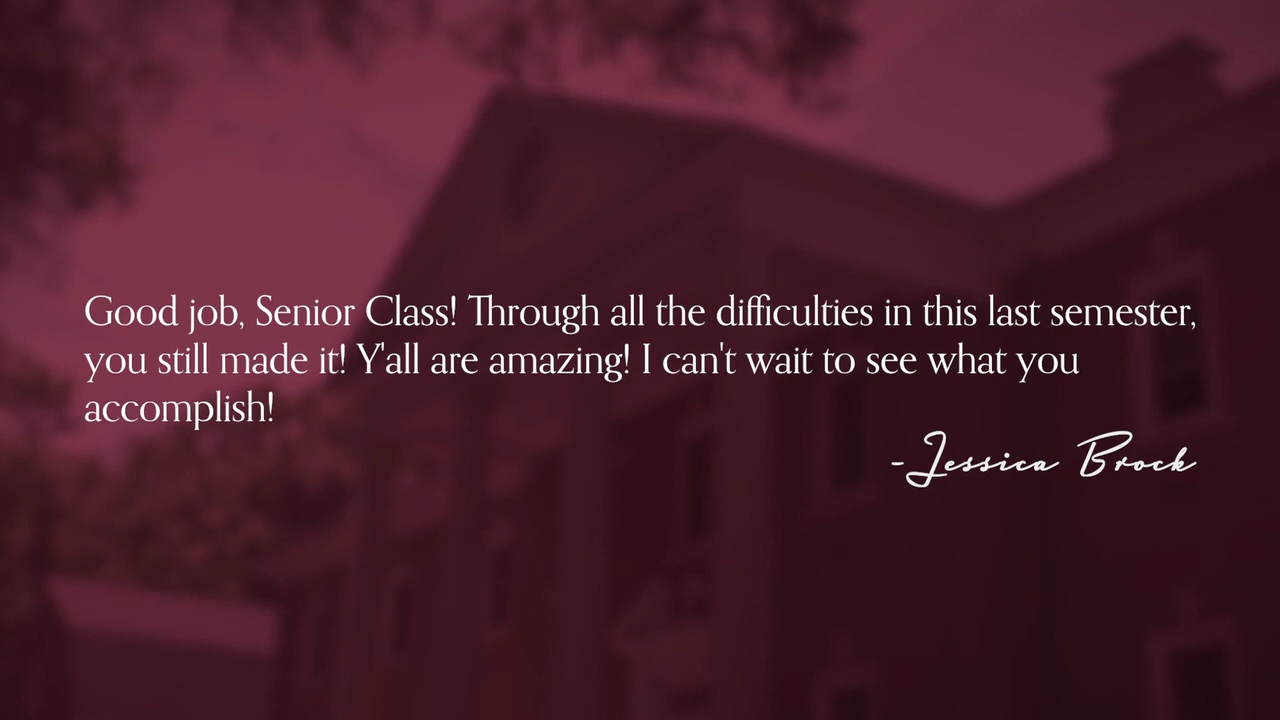 Good job, Senior Class! Through all the difficulties in this last semester,
you still made it! Y'all are amazing! I can't wait to see what you
accomplish!
-Jessica Brock